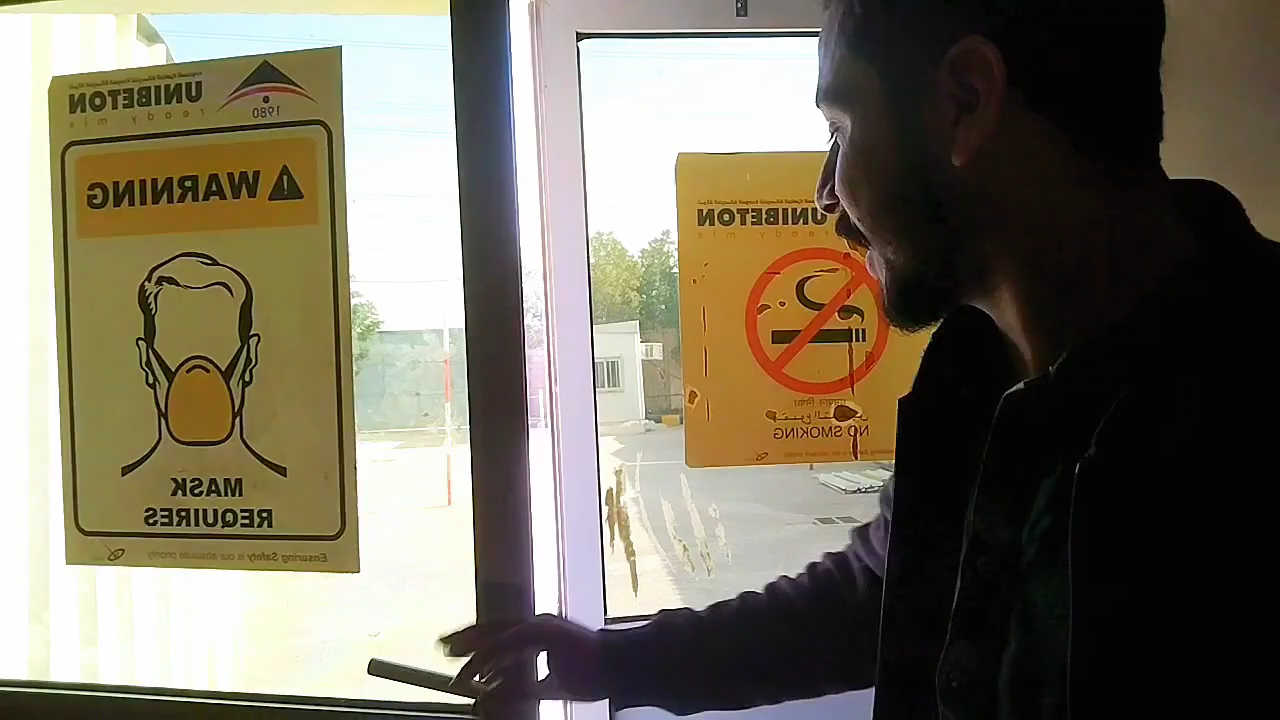 UNIBETON
ready mix
1980
WARNING
MASK
REQUIRES
Ensuring Safety is our absolute priority
UNIBETON
ready mix
NO SMOKING